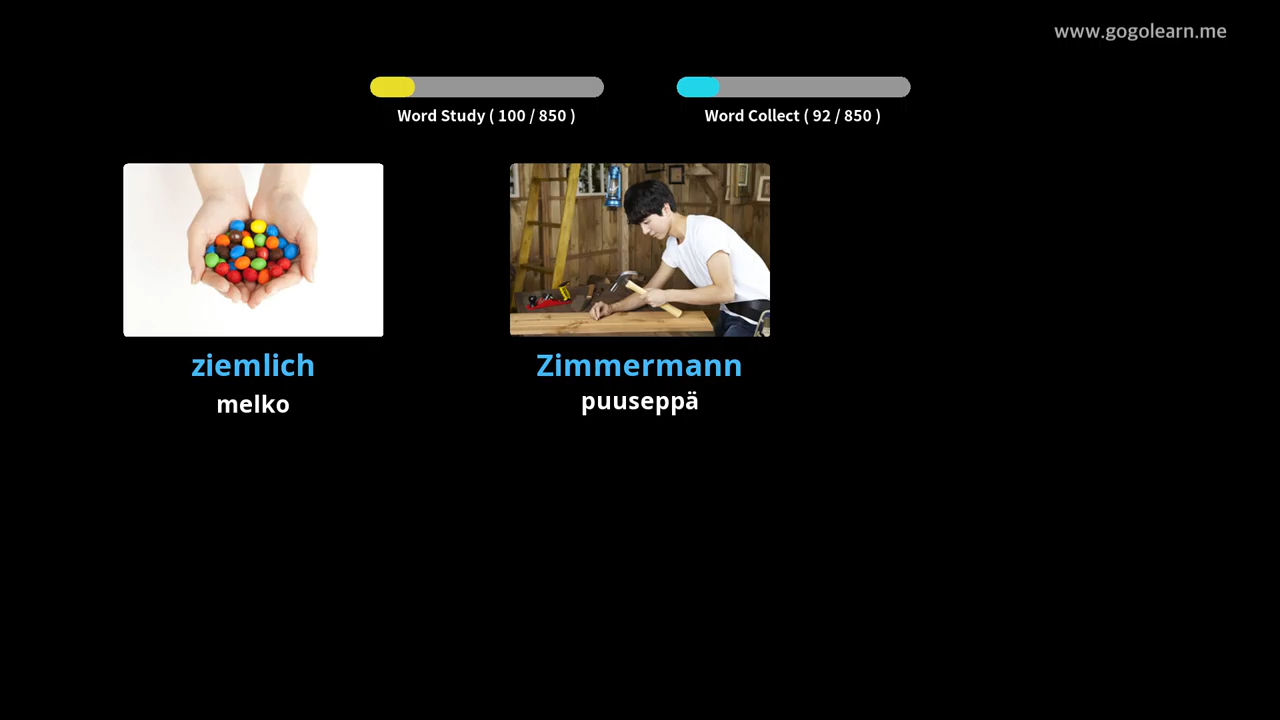 www.gogolearn.me
Word Study ( 100 / 850 )
Word Collect ( 92 / 850 )
ziemlich
melko
Zimmermann
puuseppä